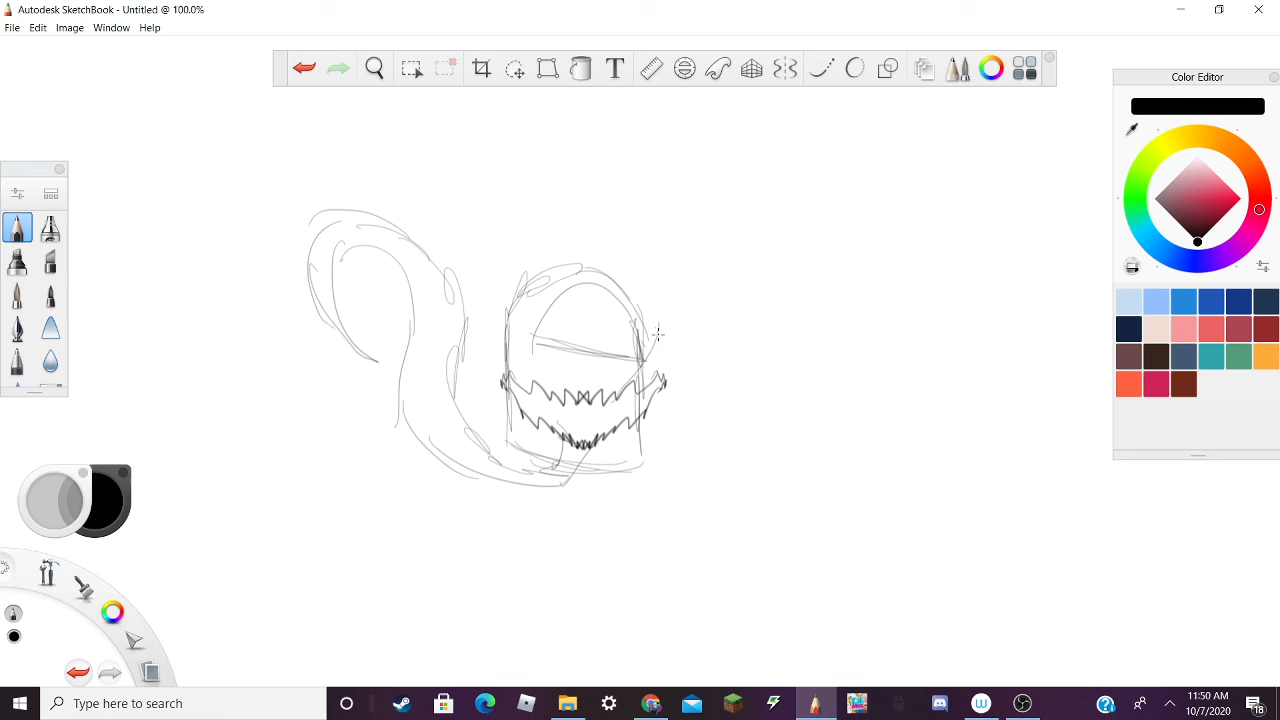 Autodesk SketchBook - Untitled @ 100.0%
File Edit Image Window Help
T
Color Editor
Type here to search
11:50 AM
10/7/2020
18